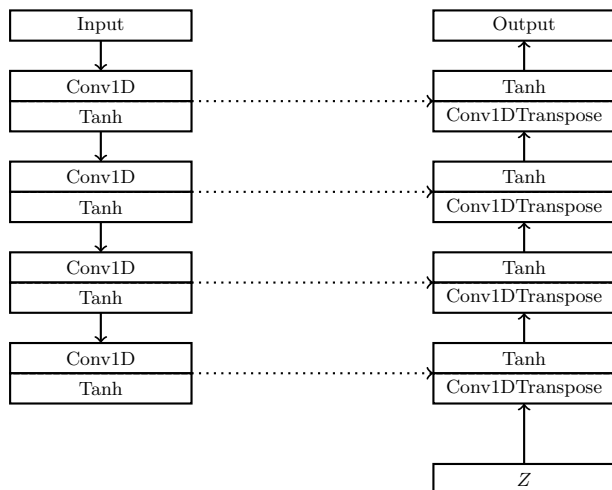 Input
Conv1D
Tanh
Conv1D
Tanh
Conv1D
Tanh
Conv1D
Tanh
Output
Tanh
Conv1DTranspose
Tanh
Conv1DTranspose
Tanh
Conv1DTranspose
Tanh
Conv1DTranspose
Z